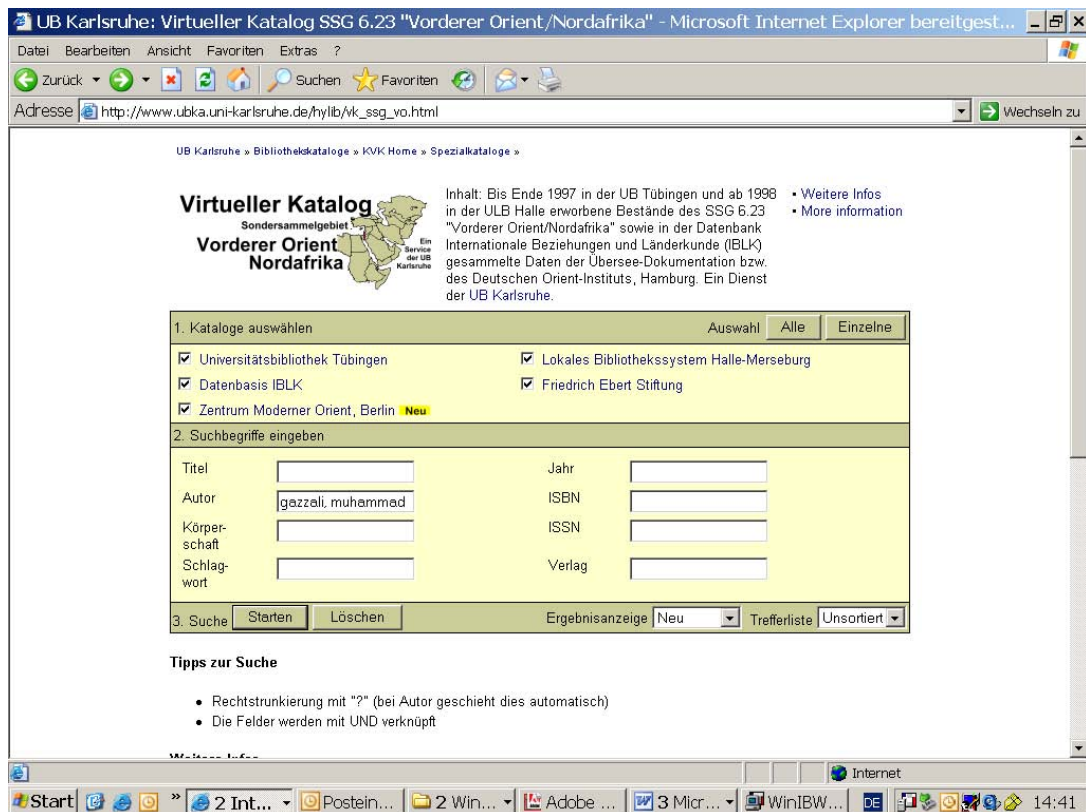 UB Karlsruhe: Virtueller Katalog SSG 6.23 "Vorderer Orient/Nordafrika" - Microsoft Internet Explorer bereitgest...
Datei Bearbeiten Ansicht Favoriten Extras ?
Zurück Suchen Favoriten
Adresse http://www.ubka.uni-karlsruhe.de/hylib/vk_ssg_vo.html Wechseln zu
UB Karlsruhe » Bibliothekskataloge » KVK Home » Spezialkataloge »
Virtueller Katalog
Sondersammelgebiet
Vorderer Orient
Nordafrika
Ein
Service
der UB
Karlsruhe
Inhalt: Bis Ende 1997 in der UB Tübingen und ab 1998
in der ULB Halle erworbene Bestände des SSG 6.23
"Vorderer Orient/Nordafrika" sowie in der Datenbank
Internationale Beziehungen und Länderkunde (IBLK)
gesammelte Daten der Übersee-Dokumentation bzw.
des Deutschen Orient-Instituts, Hamburg. Ein Dienst
der UB Karlsruhe.
• Weitere Infos
• More information
1. Kataloge auswählen Auswahl Alle Einzelne
Universitätsbibliothek Tübingen Lokales Bibliothekssystem Halle-Merseburg
Datenbasis IBLK Friedrich Ebert Stiftung
Zentrum Moderner Orient, Berlin Neu
2. Suchbegriffe eingeben
Titel Jahr
Autor gazzali, muhammad ISBN
Körper-
schaft ISSN
Schlag-
wort Verlag
3. Suche Starten Löschen Ergebnisanzeige Neu Trefferliste Unsortiert
Tipps zur Suche
• Rechtstrunkierung mit "?" (bei Autor geschieht dies automatisch)
• Die Felder werden mit UND verknüpft
Weitere Infos
Internet
Start » 2 Int... Postein... 2 Win... Adobe ... 3 Micr... WinIBW... DE 14:41